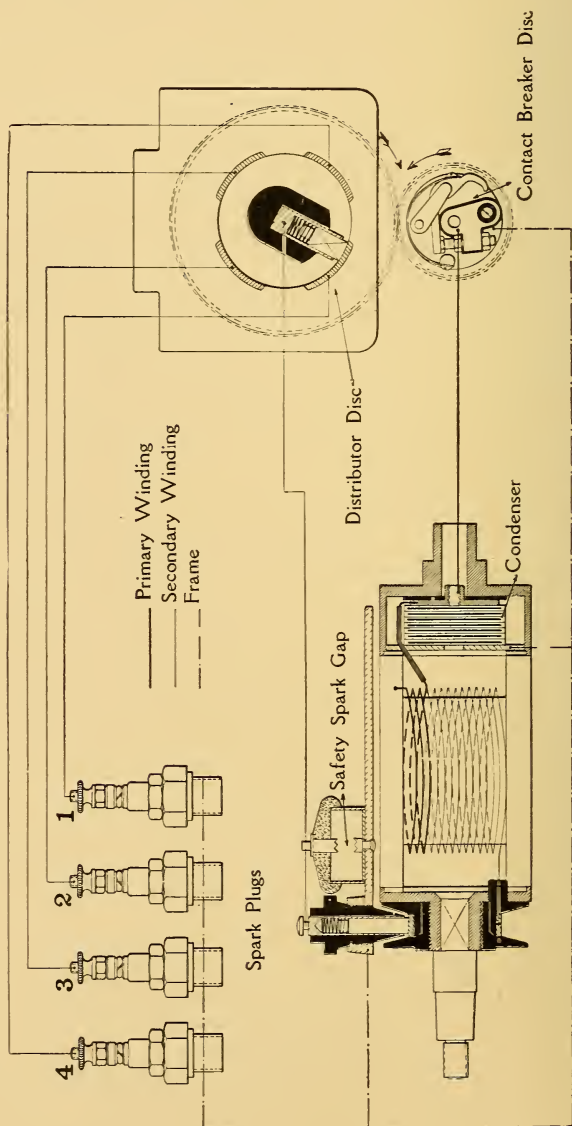 4
3
2
1
Spark Plugs
Primary Winding
Secondary Winding
Frame
Safety Spark Gap
Distributor Disc
Condenser
Contact Breaker Disc